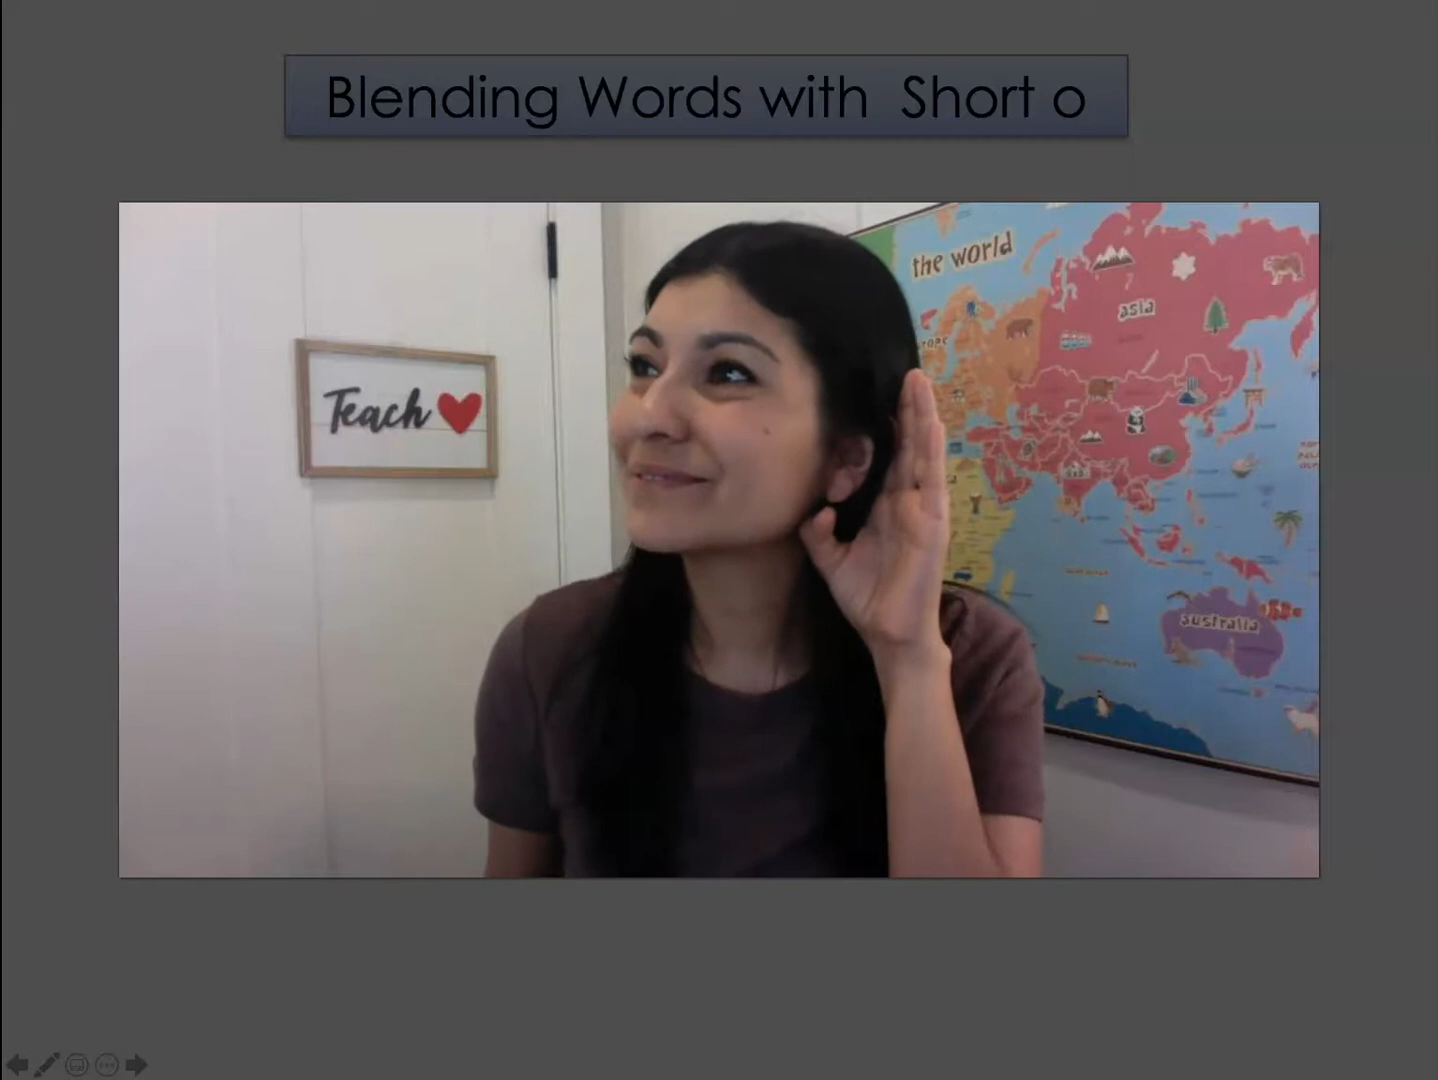 Blending Words with Short o
Teach
the world
asia
australia